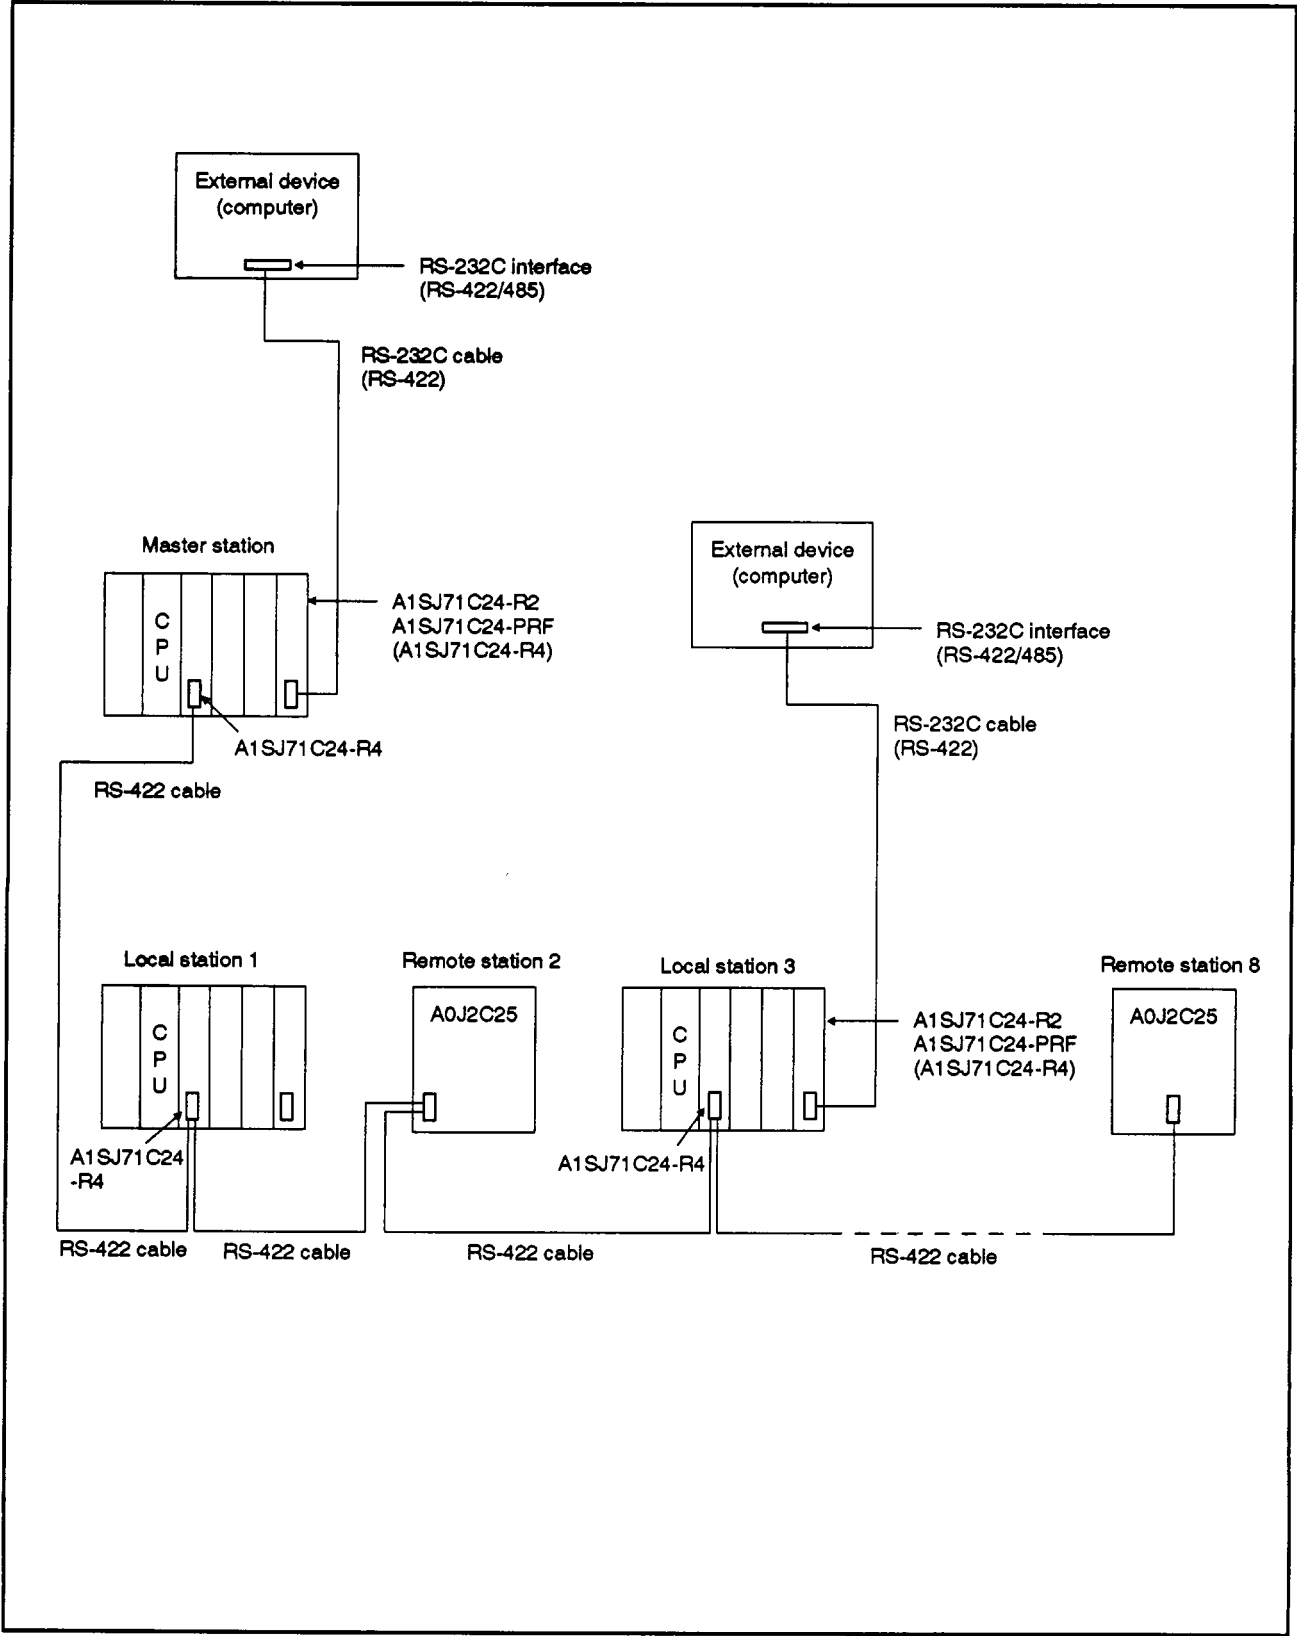 External device
(computer)
RS-232C interface
(RS-422/485)
RS-232C cable
(RS-422)
Master station
C
P
U
A1SJ71C24-R2
A1SJ71C24-PRF
(A1SJ71C24-R4)
A1SJ71C24-R4
RS-422 cable
External device
(computer)
RS-232C interface
(RS-422/485)
RS-232C cable
(RS-422)
Local station 1
C
P
U
A1SJ71C24
-R4
Remote station 2
A0J2C25
Local station 3
C
P
U
A1SJ71C24-R2
A1SJ71C24-PRF
(A1SJ71C24-R4)
A1SJ71C24-R4
Remote station 8
A0J2C25
RS-422 cable
RS-422 cable
RS-422 cable
RS-422 cable